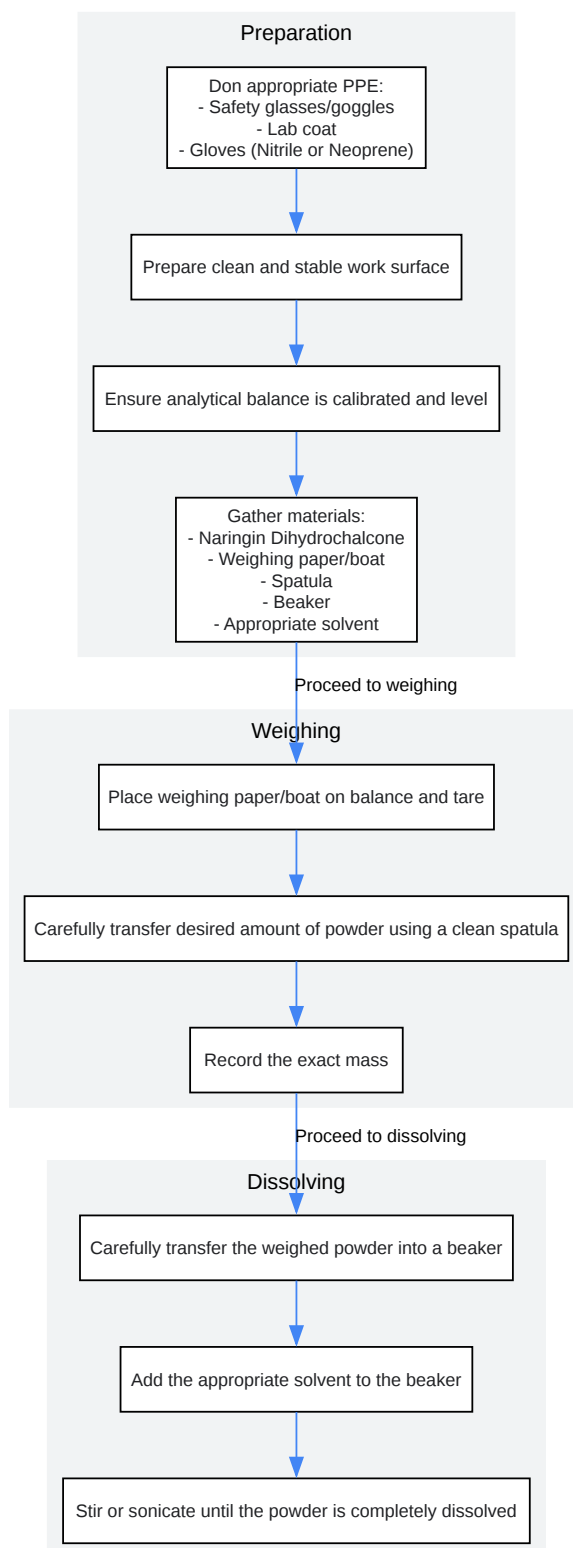 Preparation
Don appropriate PPE:
- Safety glasses/goggles
- Lab coat
- Gloves (Nitrile or Neoprene)
Prepare clean and stable work surface
Ensure analytical balance is calibrated and level
Gather materials:
- Naringin Dihydrochalcone
- Weighing paper/boat
- Spatula
- Beaker
- Appropriate solvent
Proceed to weighing
Weighing
Place weighing paper/boat on balance and tare
Carefully transfer desired amount of powder using a clean spatula
Record the exact mass
Proceed to dissolving
Dissolving
Carefully transfer the weighed powder into a beaker
Add the appropriate solvent to the beaker
Stir or sonicate until the powder is completely dissolved